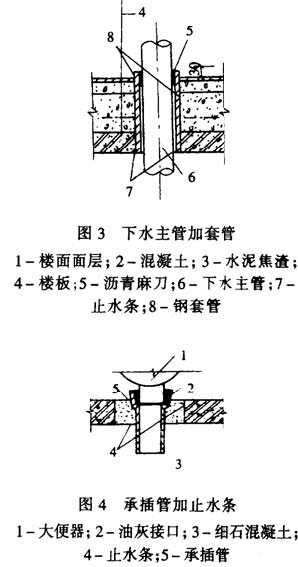 4
8
5
30
7
6
图3 下水主管加套管
1-楼面面层;2-混凝土;3-水泥焦渣;
4-楼板;5-沥青麻刀;6-下水主管;7-
止水条;8-钢套管
1
5
2
4
3
图4 承插管加止水条
1-大便器;2-油灰接口;3-细石混凝土;
4-止水条;5-承插管